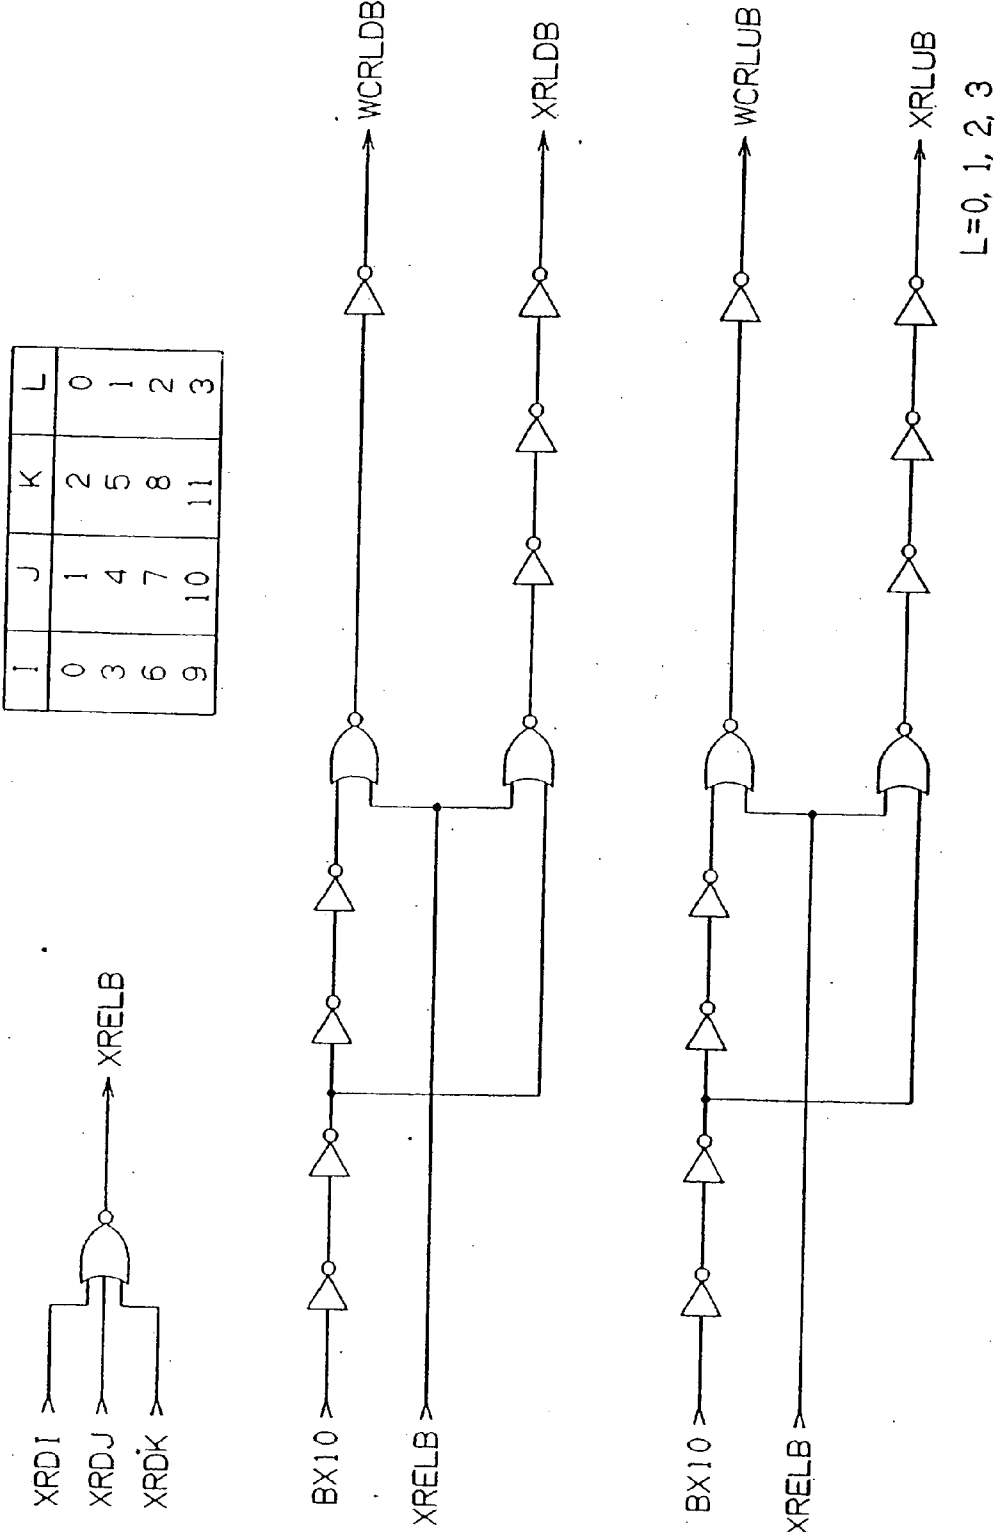 XRDI
XRDJ
XRDK
XRELB
I J K L
0 1 2 0
3 4 5 1
6 7 8 2
9 10 11 3
BX10
XRELB
WCRLDB
XRLDB
BX10
XRELB
WCRLUB
XRLUB
L=0, 1, 2, 3